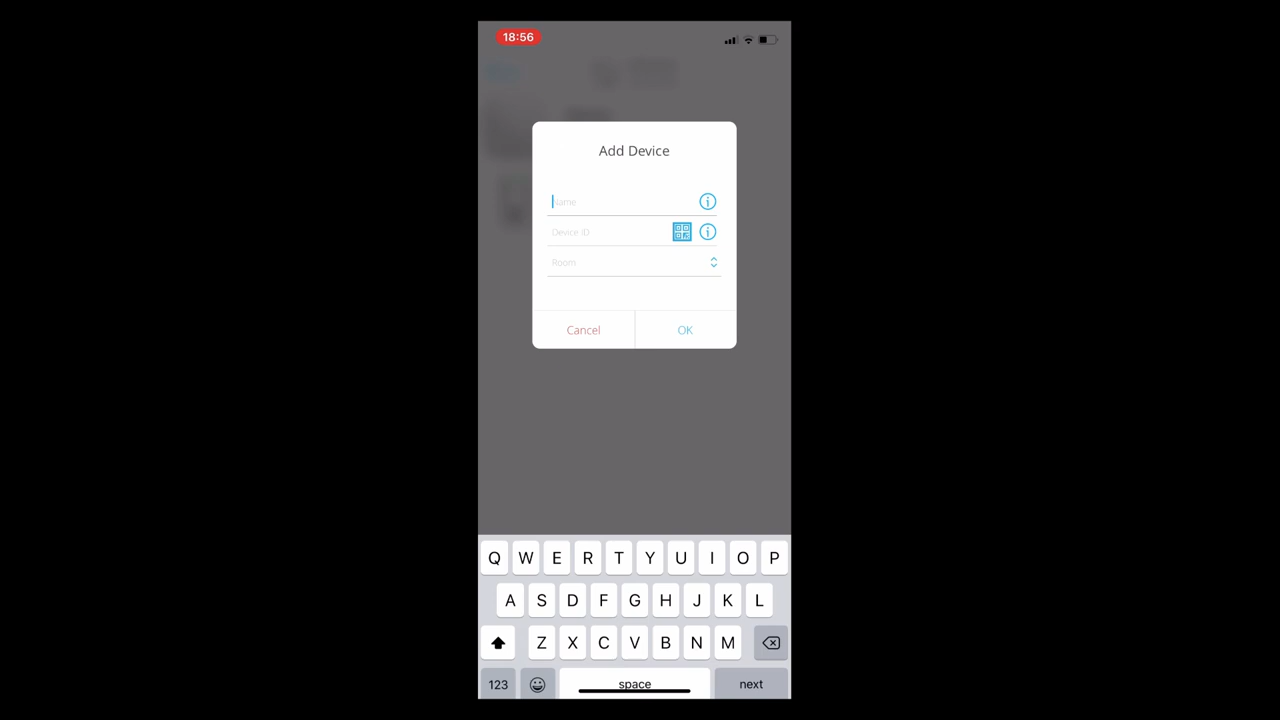 18:56
Add Device
Name
Device ID
Room
Cancel
OK
Q W E R T Y U I O P
A S D F G H J K L
Z X C V B N M
123
space
next